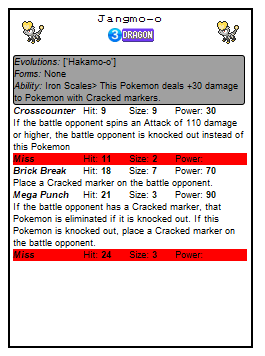 Jangmo-o
3 DRAGON
Evolutions: ['Hakamo-o']
Forms: None
Ability: Iron Scales> This Pokemon deals +30 damage
to Pokemon with Cracked markers.
Crosscounter Hit: 9 Size: 9 Power: 30
If the battle opponent spins an Attack of 110 damage
or higher, the battle opponent is knocked out instead of
this Pokemon
Miss Hit: 11 Size: 2 Power:
Brick Break Hit: 18 Size: 7 Power: 70
Place a Cracked marker on the battle opponent.
Mega Punch Hit: 21 Size: 3 Power: 90
If the battle opponent has a Cracked marker, that
Pokemon is eliminated if it is knocked out. If this
Pokemon is knocked out, place a Cracked marker on
the battle opponent.
Miss Hit: 24 Size: 3 Power: